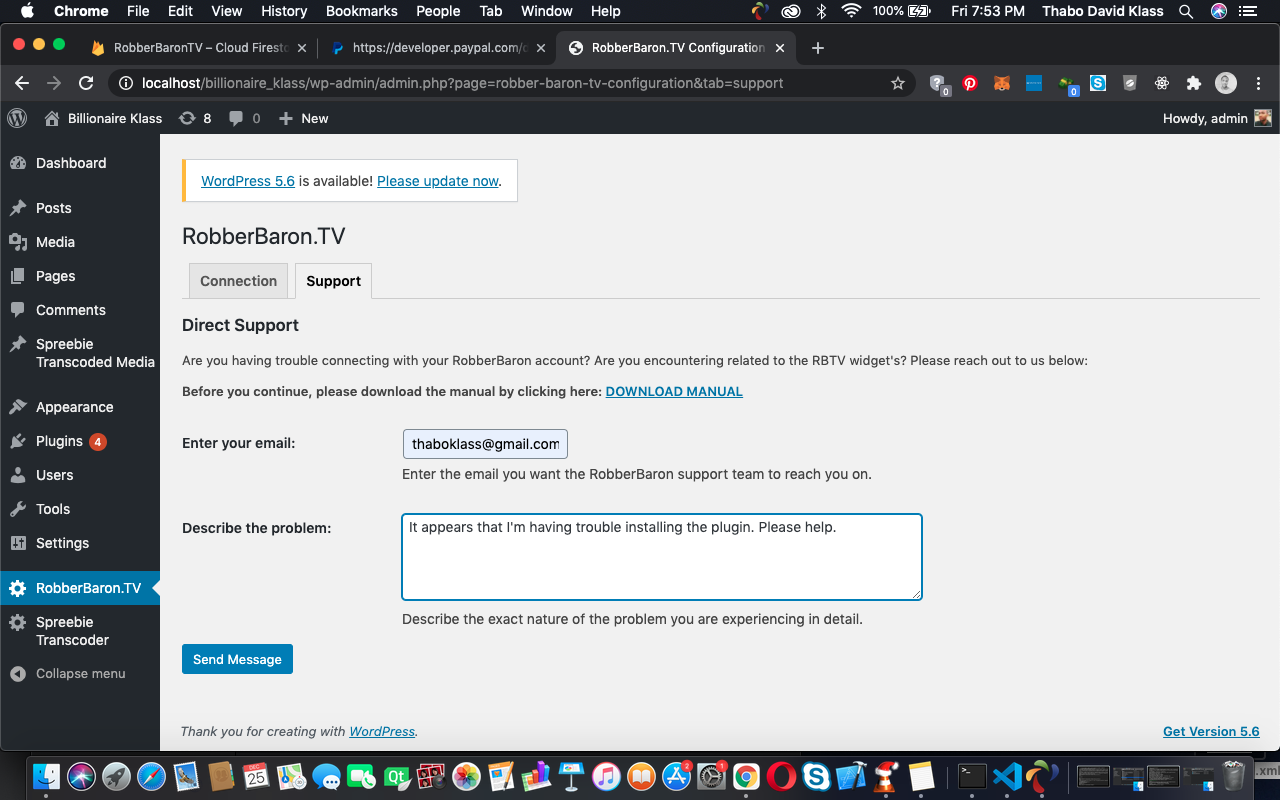 Chrome File Edit View History Bookmarks People Tab Window Help 100% Fri 7:53 PM Thabo David Klass
RobberBaronTV – Cloud Firest
https://developer.paypal.com/d
RobberBaron.TV Configuration
localhost/billionaire_klass/wp-admin/admin.php?page=robber-baron-tv-configuration&tab=support
0
0
Billionaire Klass 8 0 New Howdy, admin
Dashboard
Posts
Media
Pages
Comments
Spreebie
Transcoded Media
Appearance
Plugins 4
Users
Tools
Settings
RobberBaron.TV
Spreebie
Transcoder
Collapse menu
WordPress 5.6 is available! Please update now.
RobberBaron.TV
Connection Support
Direct Support
Are you having trouble connecting with your RobberBaron account? Are you encountering related to the RBTV widget's? Please reach out to us below:
Before you continue, please download the manual by clicking here: DOWNLOAD MANUAL
Enter your email: thaboklass@gmail.com
Enter the email you want the RobberBaron support team to reach you on.
Describe the problem: It appears that I'm having trouble installing the plugin. Please help.
Describe the exact nature of the problem you are experiencing in detail.
Send Message
Thank you for creating with WordPress. Get Version 5.6
DEC
25
Qt
2
1
.xml